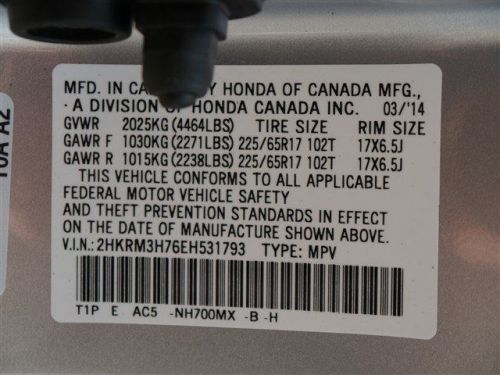 MFD. IN CA Y HONDA OF CANADA MFG.,
A DIVISION OF HONDA CANADA INC. 03/'14
GVWR 2025KG (4464LBS) TIRE SIZE RIM SIZE
GAWR F 1030KG (2271LBS) 225/65R17 102T 17X6.5J
GAWR R 1015KG (2238LBS) 225/65R17 102T 17X6.5J
THIS VEHICLE CONFORMS TO ALL APPLICABLE
FEDERAL MOTOR VEHICLE SAFETY
AND THEFT PREVENTION STANDARDS IN EFFECT
ON THE DATE OF MANUFACTURE SHOWN ABOVE.
V.I.N.: 2HKRM3H76EH531793 TYPE: MPV
T1P E AC5 -NH700MX -B -H